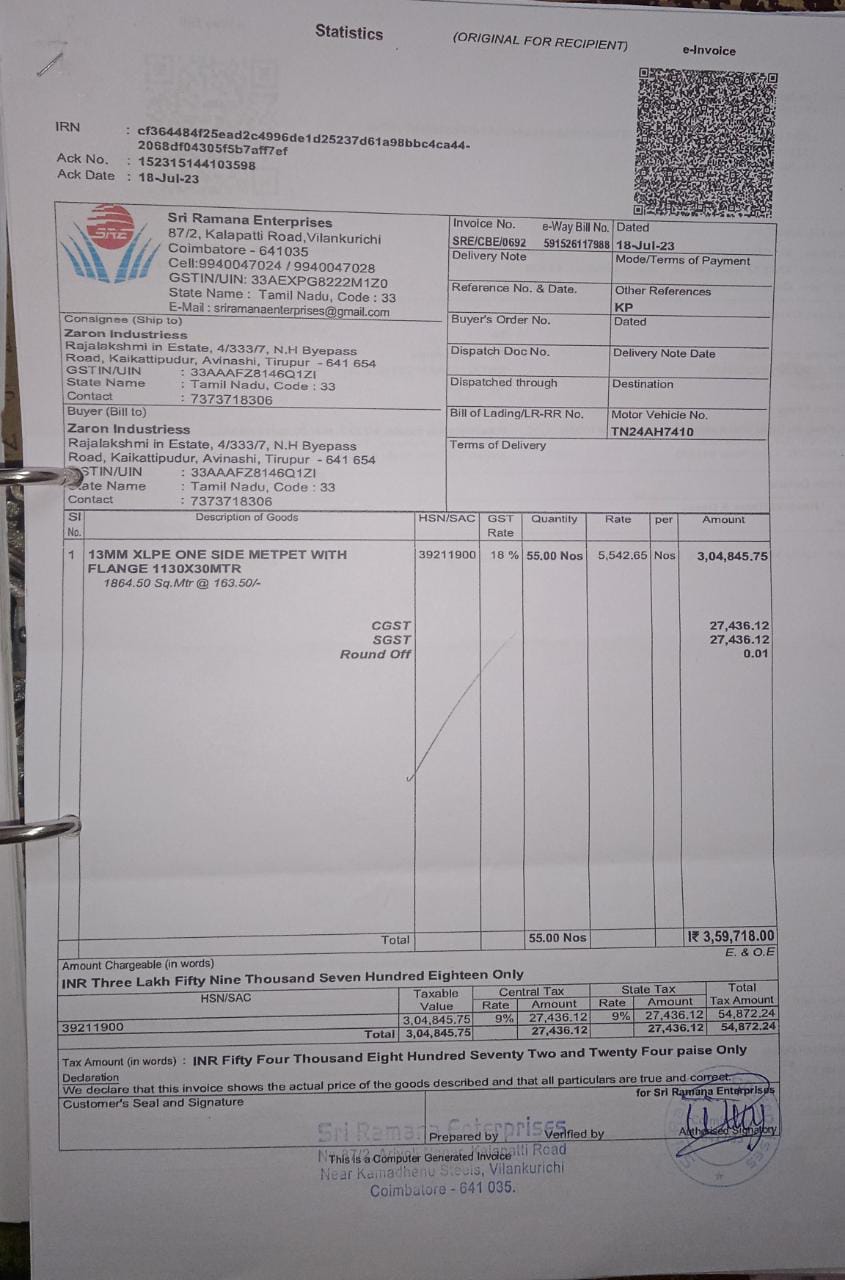 Statistics
(ORIGINAL FOR RECIPIENT)
e-Invoice
IRN : cf364484f25ead2c4996de1d25237d61a98bbc4ca44-
2068df04305f5b7aff7ef
Ack No. : 152315144103598
Ack Date : 18-Jul-23
SRE
Sri Ramana Enterprises
87/2, Kalapatti Road,Vilankurichi
Coimbatore - 641035
Cell:9940047024 / 9940047028
GSTIN/UIN: 33AEXPG8222M1Z0
State Name : Tamil Nadu, Code : 33
E-Mail : sriramanaenterprises@gmail.com
Invoice No. e-Way Bill No. Dated
SRE/CBE/0692 591526117988 18-Jul-23
Delivery Note Mode/Terms of Payment
Reference No. & Date. Other References
KP
Buyer's Order No. Dated
Dispatch Doc No. Delivery Note Date
Dispatched through Destination
Bill of Lading/LR-RR No. Motor Vehicle No.
TN24AH7410
Terms of Delivery
Consignee (Ship to)
Zaron Industriess
Rajalakshmi in Estate, 4/333/7, N.H Byepass
Road, Kaikattipudur, Avinashi, Tirupur - 641 654
GSTIN/UIN : 33AAAFZ8146Q1ZI
State Name : Tamil Nadu, Code : 33
Contact : 7373718306
Buyer (Bill to)
Zaron Industriess
Rajalakshmi in Estate, 4/333/7, N.H Byepass
Road, Kaikattipudur, Avinashi, Tirupur - 641 654
STIN/UIN : 33AAAFZ8146Q1ZI
ate Name : Tamil Nadu, Code : 33
Contact : 7373718306
Sl No. Description of Goods HSN/SAC GST Rate Quantity Rate per Amount
1 13MM XLPE ONE SIDE METPET WITH 39211900 18 % 55.00 Nos 5,542.65 Nos 3,04,845.75
FLANGE 1130X30MTR
1864.50 Sq.Mtr @ 163.50/-
CGST 27,436.12
SGST 27,436.12
Round Off 0.01
Total 55.00 Nos I₹ 3,59,718.00
E. & O.E
Amount Chargeable (in words)
INR Three Lakh Fifty Nine Thousand Seven Hundred Eighteen Only
HSN/SAC Taxable Value Central Tax State Tax Total Tax Amount
Rate Amount Rate Amount
39211900 3,04,845.75 9% 27,436.12 9% 27,436.12 54,872.24
Total 3,04,845.75 27,436.12 27,436.12 54,872.24
Tax Amount (in words) : INR Fifty Four Thousand Eight Hundred Seventy Two and Twenty Four paise Only
Declaration
We declare that this invoice shows the actual price of the goods described and that all particulars are true and correct.
Customer's Seal and Signature
for Sri Ramana Enterprises
Sri Ramana Enterprises
Prepared by Verified by Authorised Signatory
This is a Computer Generated Invoice
Kalapatti Road
Near Kamadhenu Steels, Vilankurichi
Coimbatore - 641 035.